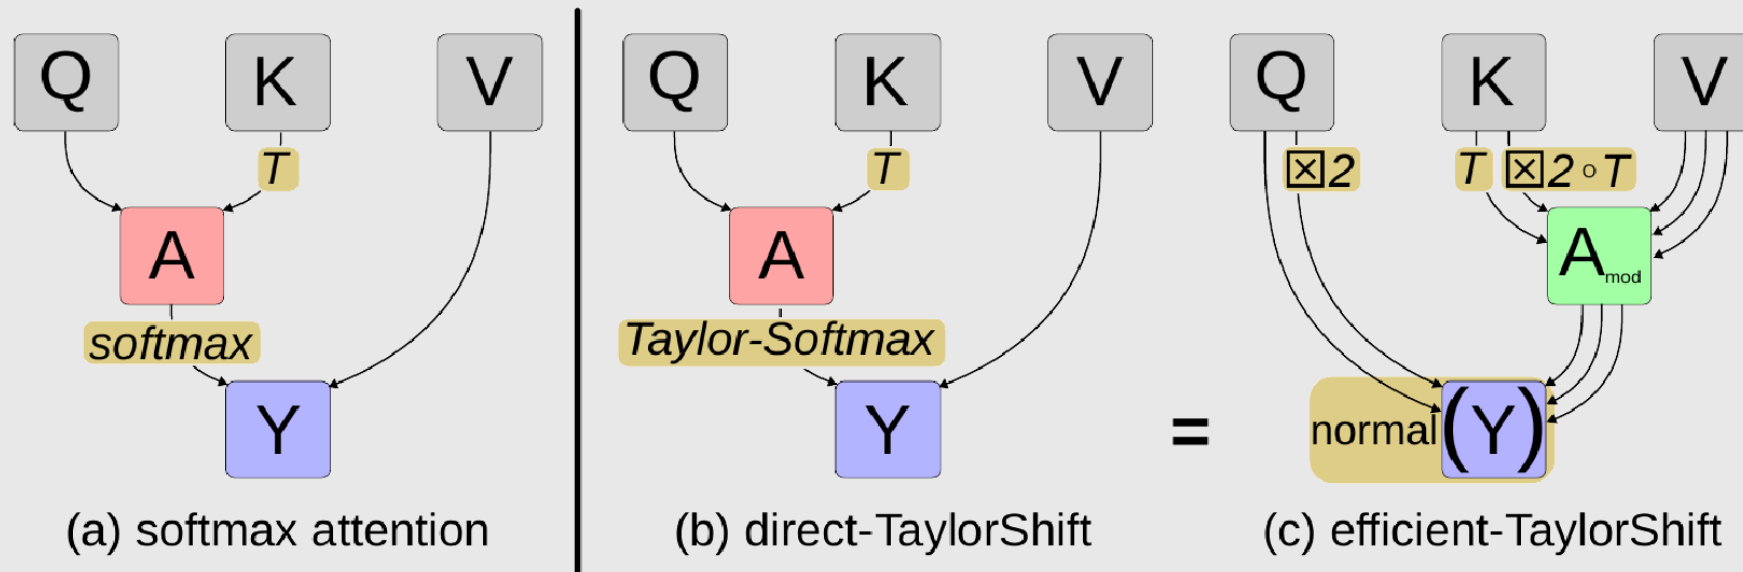 Q K V Q K V Q K V
T T ⊠2 T ⊠2∘T
A A A mod
softmax Taylor-Softmax
Y Y = normal(Y)
(a) softmax attention (b) direct-TaylorShift (c) efficient-TaylorShift